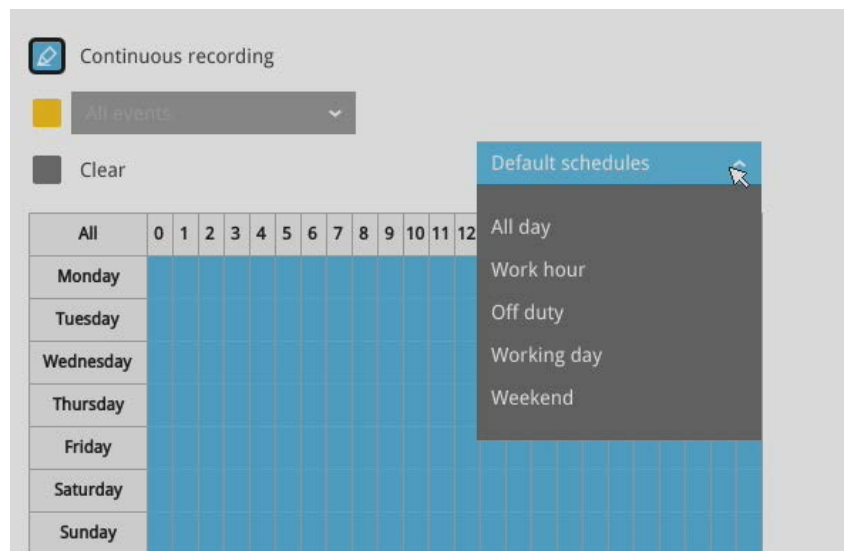 Continuous recording
All events
Clear
Default schedules
All day
Work hour
Off duty
Working day
Weekend
All 0 1 2 3 4 5 6 7 8 9 10 11 12
Monday
Tuesday
Wednesday
Thursday
Friday
Saturday
Sunday